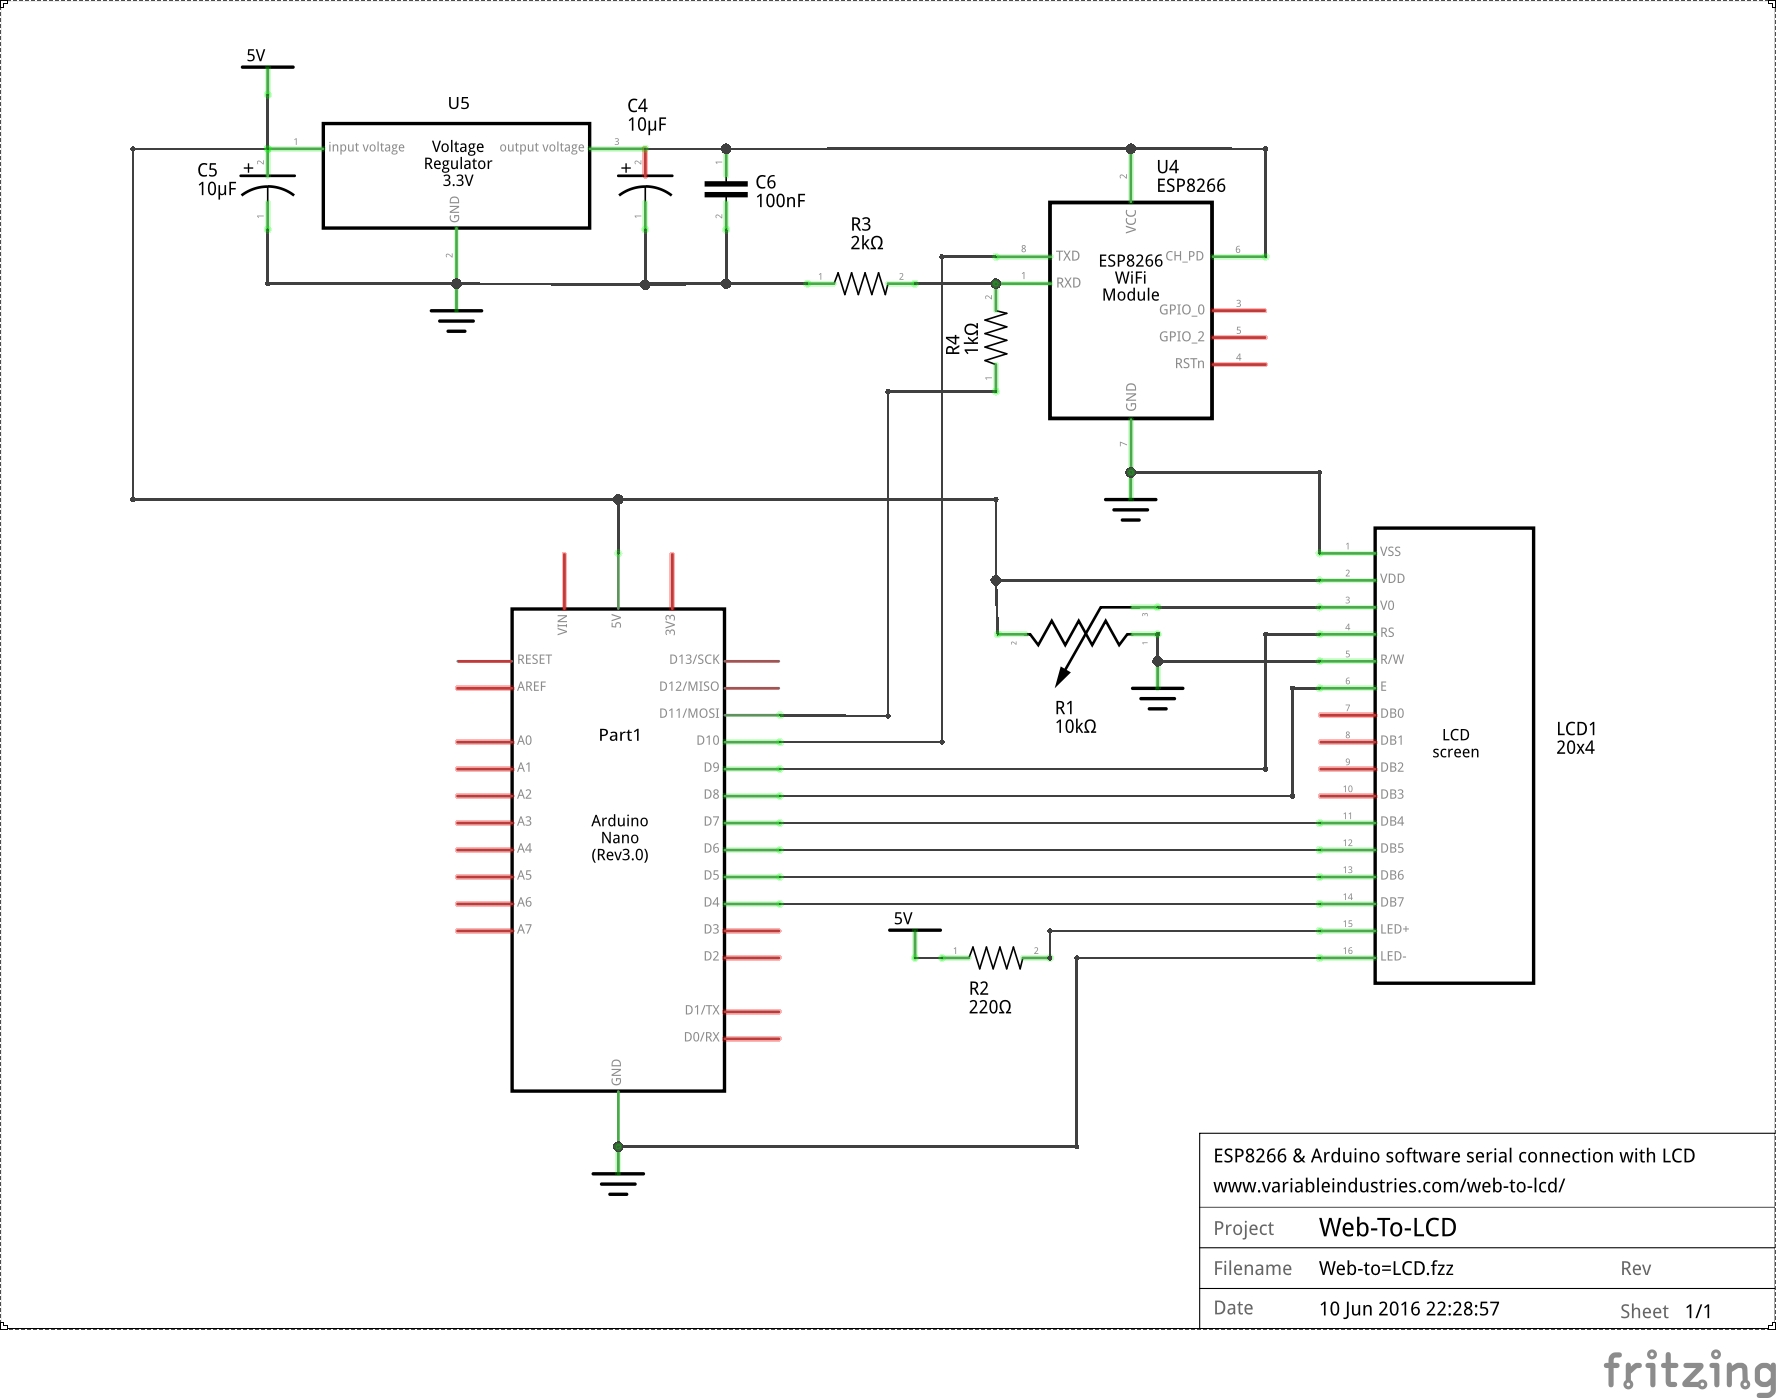 5V
U5
C4
10µF
1
input voltage
Voltage
Regulator
3.3V
output voltage
3
GND
2
C5
10µF
+
2
1
+
2
1
1
C6
100nF
2
U4
ESP8266
2
VCC
R3
2kΩ
1
2
8
TXD
1
RXD
ESP8266
WiFi
Module
CH_PD
6
GPIO_0
3
GPIO_2
5
RSTn
4
GND
7
2
R4
1kΩ
1
VIN
5V
3V3
RESET
AREF
A0
A1
A2
A3
A4
A5
A6
A7
Part1
Arduino
Nano
(Rev3.0)
D13/SCK
D12/MISO
D11/MOSI
D10
D9
D8
D7
D6
D5
D4
D3
D2
D1/TX
D0/RX
GND
2
3
1
R1
10kΩ
5V
1
2
R2
220Ω
1
VSS
2
VDD
3
V0
4
RS
5
R/W
6
E
7
DB0
8
DB1
9
DB2
10
DB3
11
DB4
12
DB5
13
DB6
14
DB7
15
LED+
16
LED-
LCD
screen
LCD1
20x4
ESP8266 & Arduino software serial connection with LCD
www.variableindustries.com/web-to-lcd/
Project Web-To-LCD
Filename Web-to=LCD.fzz Rev
Date 10 Jun 2016 22:28:57 Sheet 1/1
fritzing